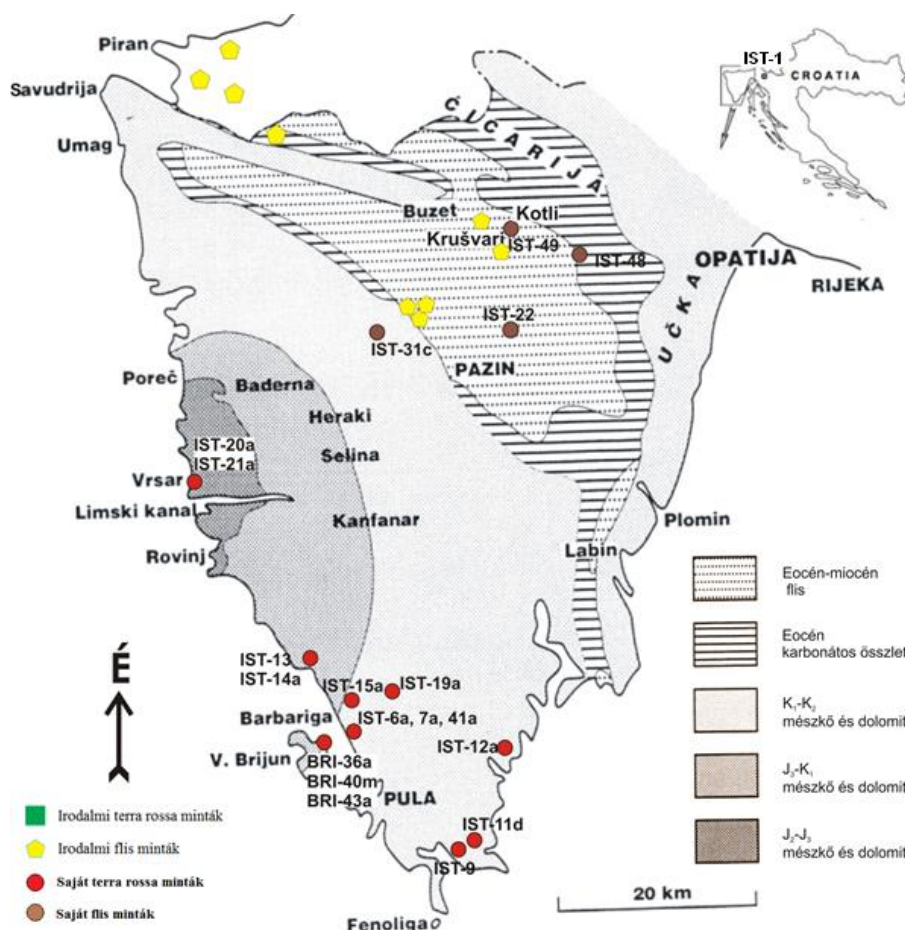 IST-1
CROATIA
Piran
Savudrija
Umag
ĆIĆARIJA
Buzet
Kotli
Krušvari
IST-49
IST-48
OPATIJA
RIJEKA
UČKA
IST-22
IST-31c
PAZIN
Poreč
Baderna
Heraki
Selina
IST-20a
IST-21a
Vrsar
Limski kanal
Kanfanar
Rovinj
Plomin
Labin
Eocén-miocén
flis
Eocén
karbonátos összlet
K₁-K₂
mészkő és dolomit
J₃-K₁
mészkő és dolomit
J₂-J₃
mészkő és dolomit
É
IST-13
IST-14a
IST-15a
IST-19a
Barbariga
IST-6a, 7a, 41a
V. Brijun
IST-12a
BRI-36a
BRI-40m
BRI-43a
PULA
IST-11d
IST-9
Fenoliga
20 km
Irodalmi terra rossa minták
Irodalmi flis minták
Saját terra rossa minták
Saját flis minták